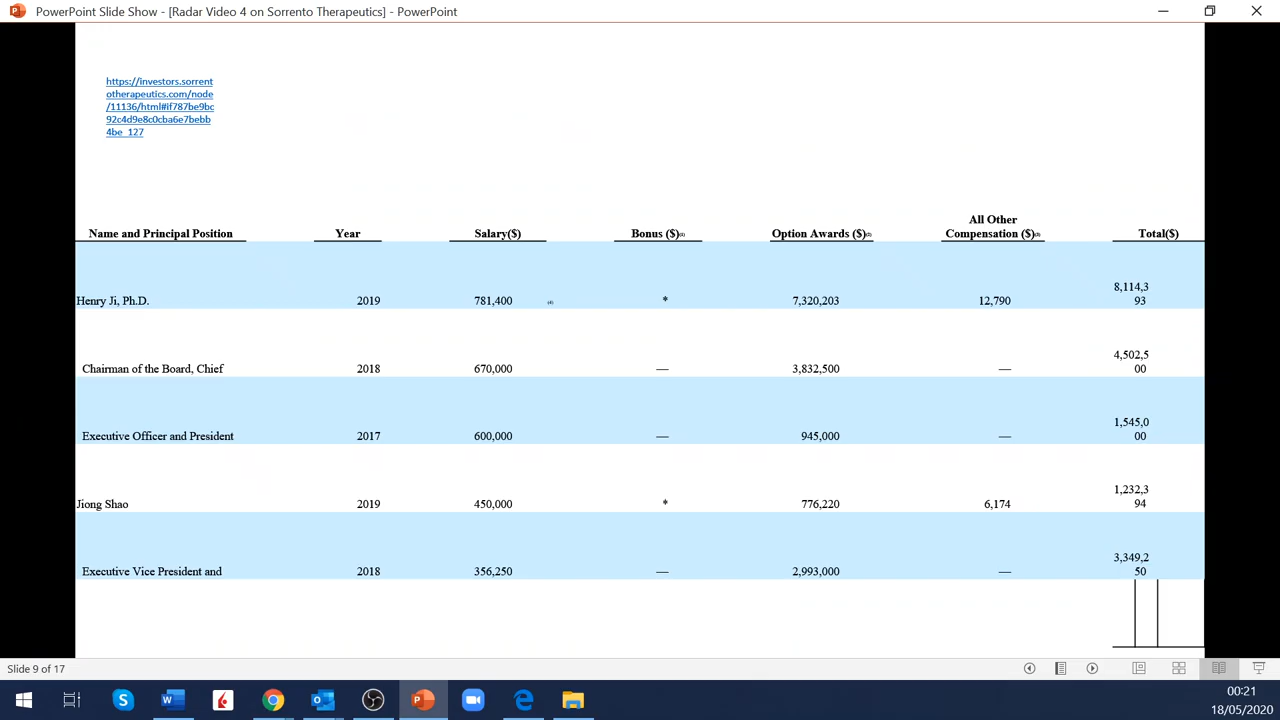 PowerPoint Slide Show - [Radar Video 4 on Sorrento Therapeutics] - PowerPoint
https://investors.sorrent
otherapeutics.com/node
/11136/html#if787be9bc
92c4d9e8c0cba6e7bebb
4be_127
All Other
Name and Principal Position Year Salary($) Bonus ($)(1) Option Awards ($)(2) Compensation ($)(3) Total($)
8,114,3
Henry Ji, Ph.D. 2019 781,400 (4) * 7,320,203 12,790 93
4,502,5
Chairman of the Board, Chief 2018 670,000 — 3,832,500 — 00
1,545,0
Executive Officer and President 2017 600,000 — 945,000 — 00
1,232,3
Jiong Shao 2019 450,000 * 776,220 6,174 94
3,349,2
Executive Vice President and 2018 356,250 — 2,993,000 — 50
Slide 9 of 17
00:21
18/05/2020